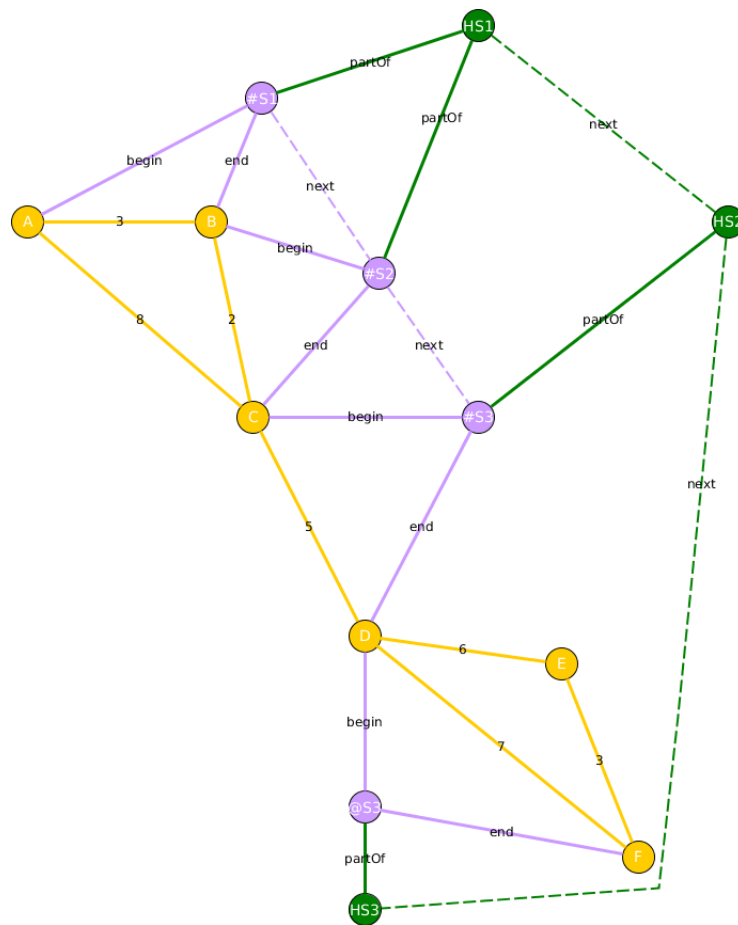 HS1
partOf
#S1
partOf
next
begin
end
next
A
3
B
HS2
begin
#S2
8
2
end
next
partOf
C
begin
#S3
next
5
end
D
6
E
begin
7
3
@S3
end
partOf
F
HS3